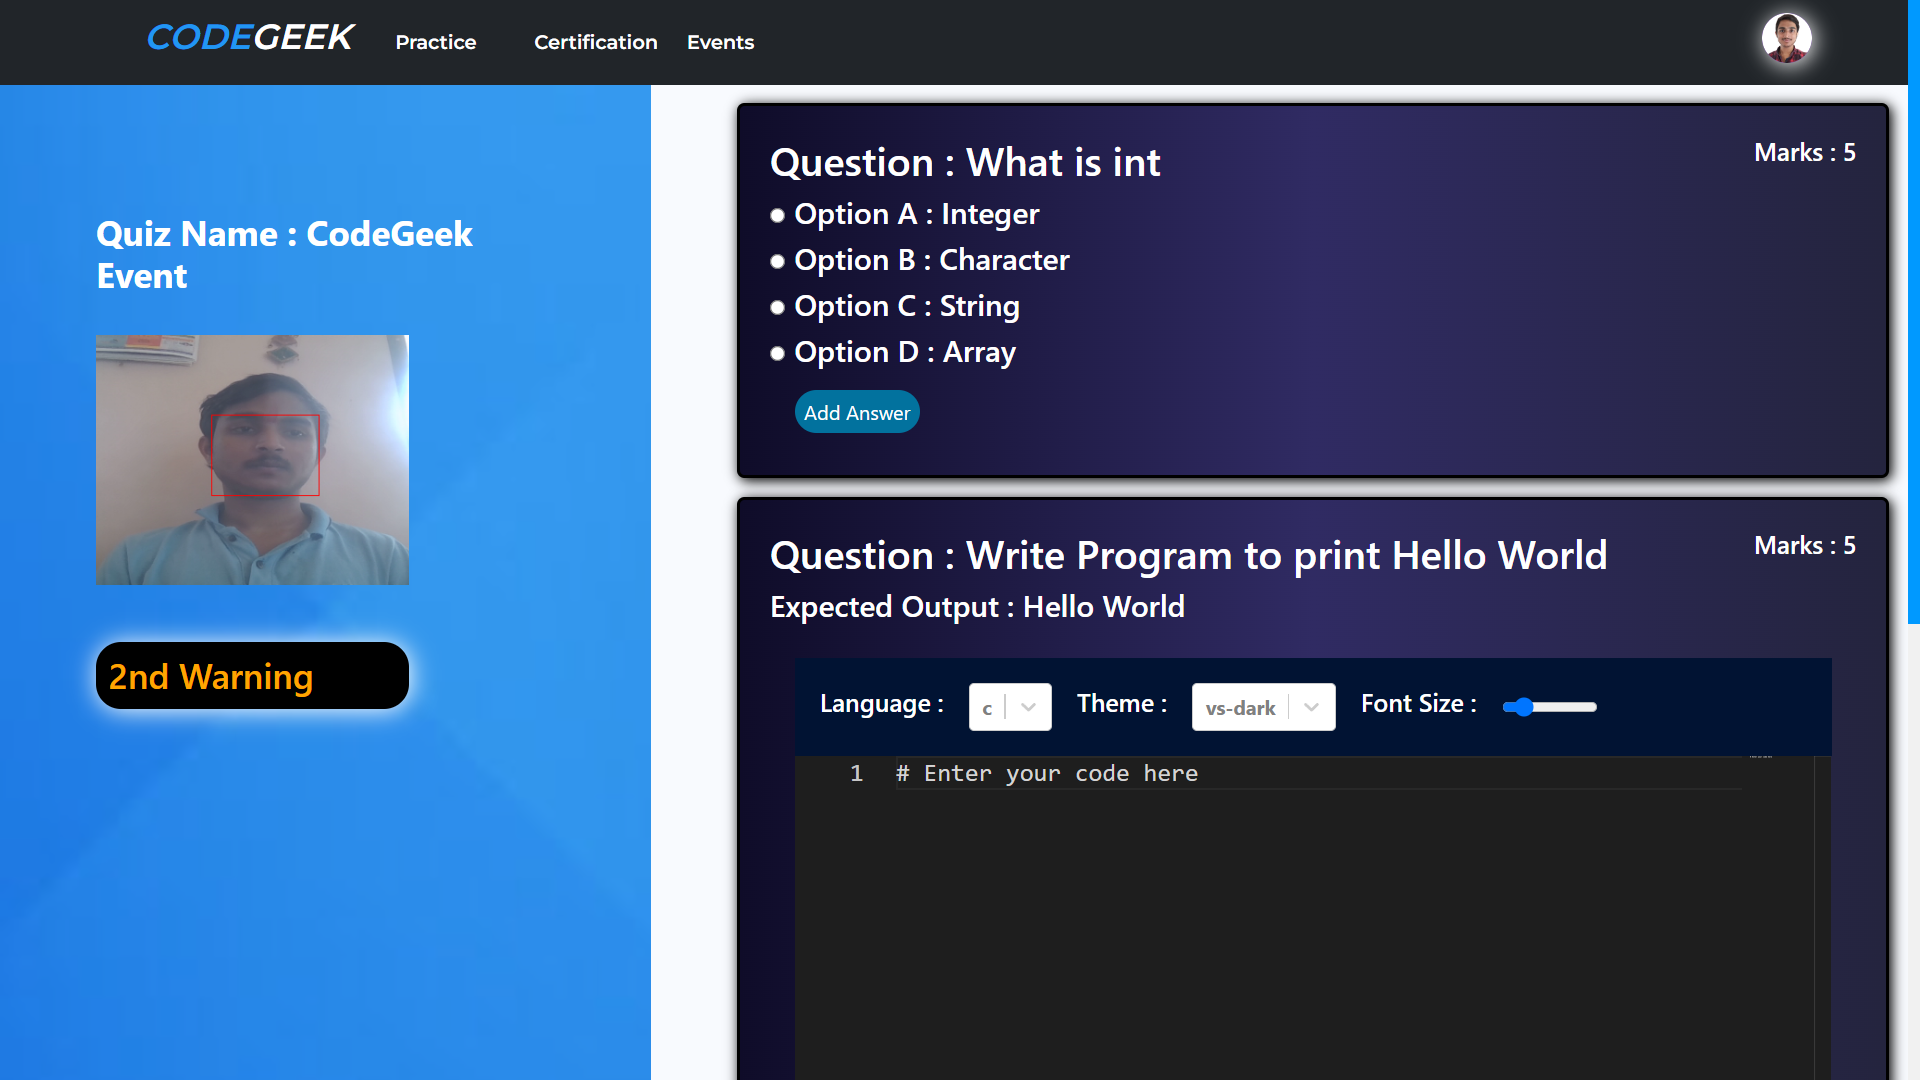 CODEGEEK Practice Certification Events
Quiz Name : CodeGeek
Event
2nd Warning
Question : What is int
Marks : 5
Option A : Integer
Option B : Character
Option C : String
Option D : Array
Add Answer
Question : Write Program to print Hello World
Marks : 5
Expected Output : Hello World
Language : c Theme : vs-dark Font Size :
1 # Enter your code here